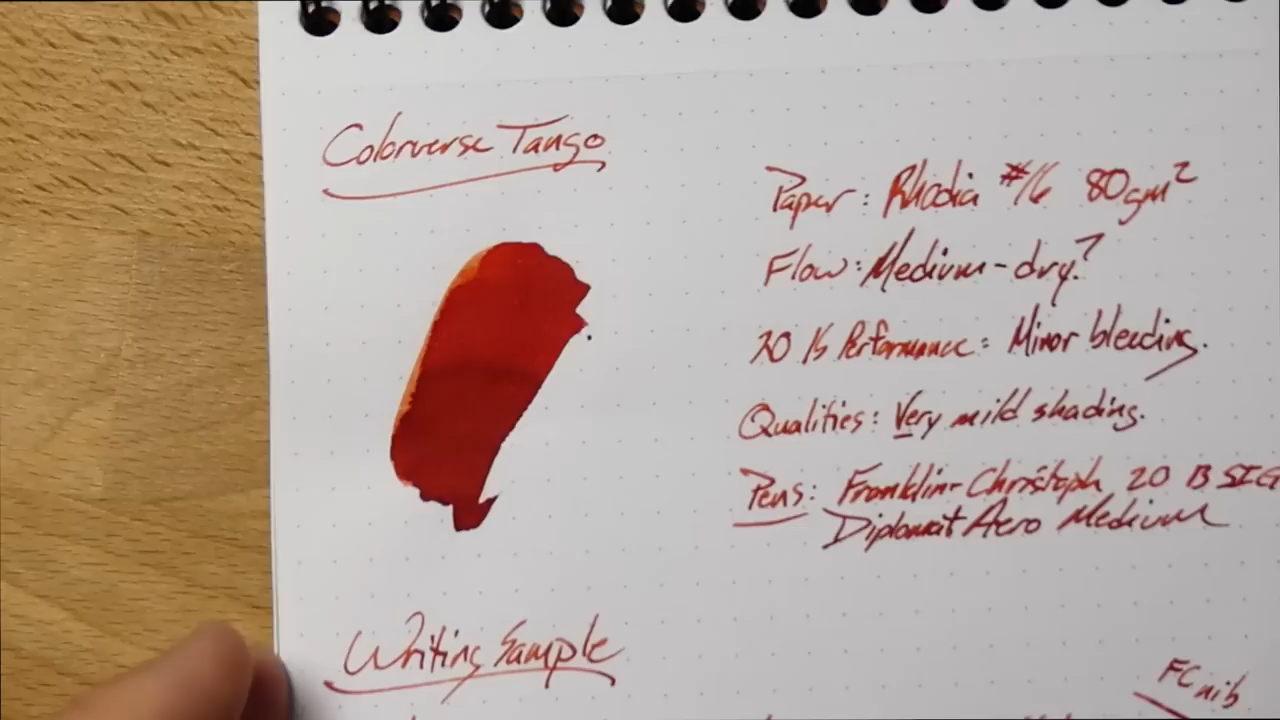 Colorverse Tango
Paper: Rhodia #16 80gm²
Flow: Medium-dry?
20 lb Performance: Minor bleeding.
Qualities: Very mild shading.
Pens: Franklin-Christoph 20 B SIG
Diplomat Aero Medium
Writing Sample
FC nib